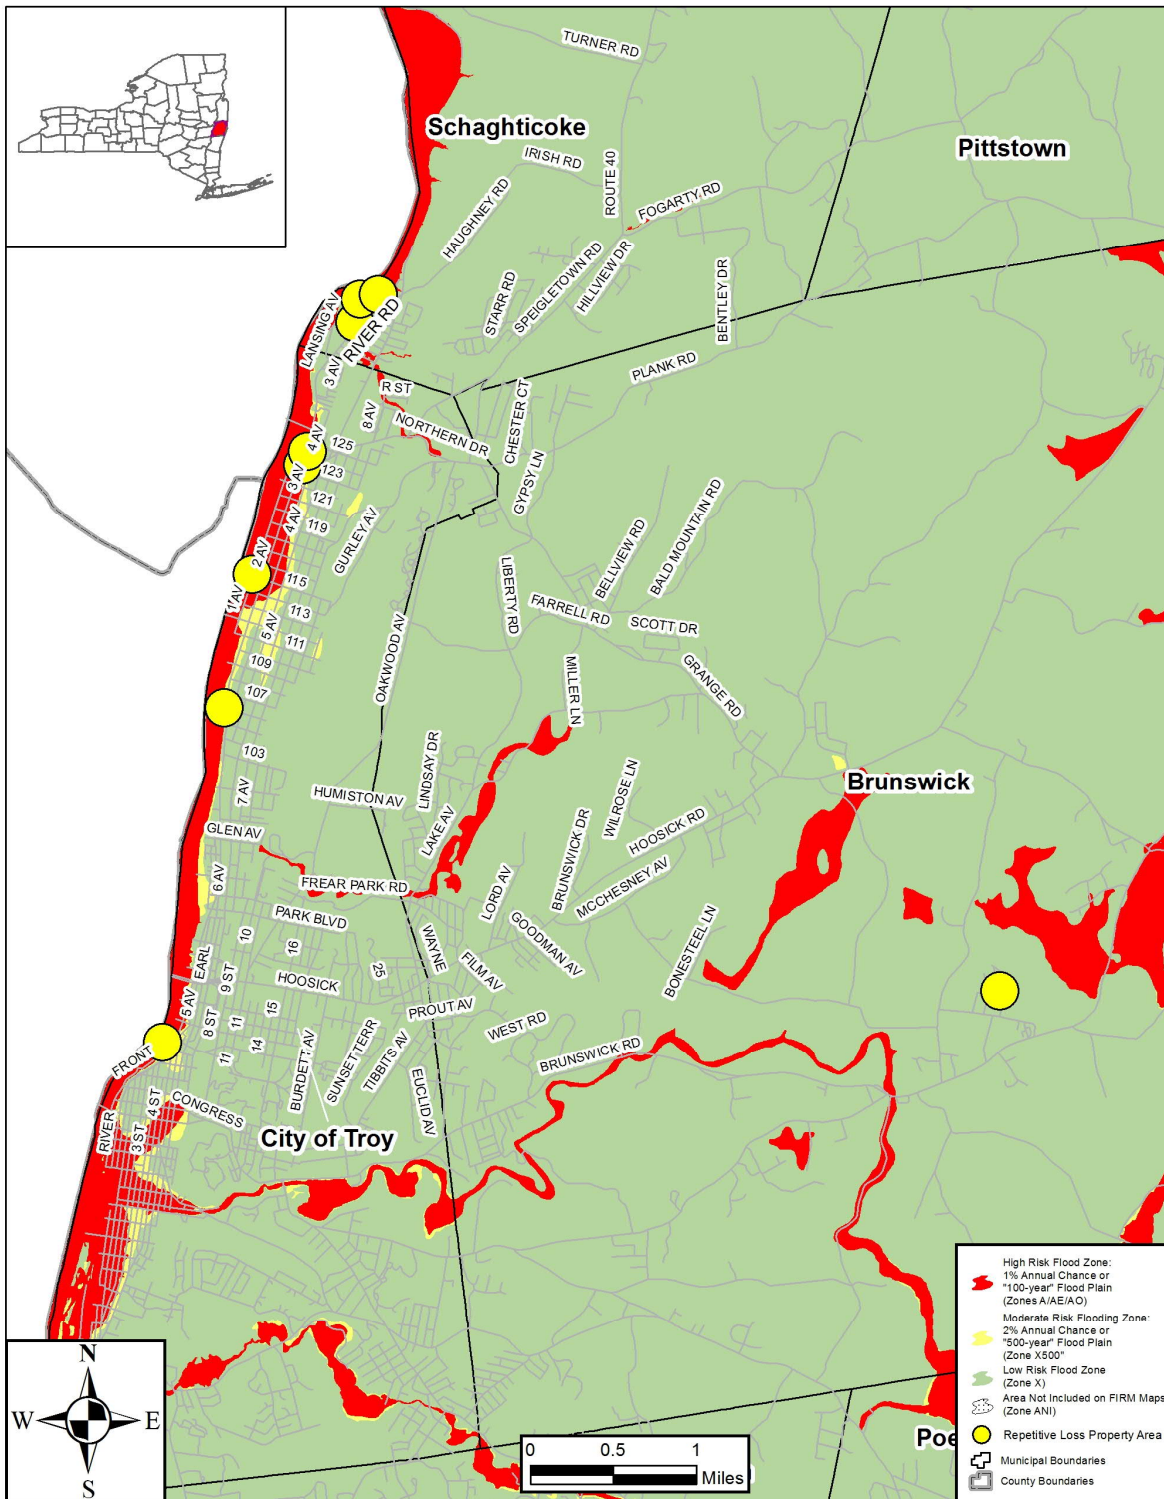 TURNER RD
Schaghticoke
Pittstown
IRISH RD
ROUTE 40
FOGARTY RD
HAUGHNEY RD
SPEIGLETOWN RD
HILLVIEW DR
STARR RD
BENTLEY DR
LANSING AV
RIVER RD
3 AV
PLANK RD
R ST
8 AV
CHESTER CT
NORTHERN DR
4 AV
125
3 AV
123
GYPSY LN
121
4 AV
119
GURLEY AV
BALD MOUNTAIN RD
BELLVIEW RD
2 AV
115
LIBERTY RD
1 AV
113
FARRELL RD
SCOTT DR
5 AV
111
OAKWOOD AV
109
107
MILLER LN
GRANGE RD
103
LINDSAY DR
7 AV
HUMISTON AV
WILROSE LN
Brunswick
GLEN AV
LAKE AV
HOOSICK RD
BRUNSWICK DR
6 AV
FREAR PARK RD
MCCHESNEY AV
LORD AV
PARK BLVD
10
16
WAYNE
GOODMAN AV
EARL
9 ST
HOOSICK
25
FILM AV
BONESTEEL LN
5 AV
8 ST
11
15
PROUT AV
WEST RD
FRONT
11
14
BURDETT AV
SUNSET TERR
TIBBITS AV
EUCLID AV
BRUNSWICK RD
RIVER
4 ST
3 ST
CONGRESS
City of Troy
High Risk Flood Zone:
1% Annual Chance or
"100-year" Flood Plain
(Zones A/AE/AO)
Moderate Risk Flooding Zone:
2% Annual Chance or
"500-year" Flood Plain
(Zone X500"
Low Risk Flood Zone
(Zone X)
Area Not Included on FIRM Maps
(Zone ANI)
Repetitive Loss Property Area
Municipal Boundaries
County Boundaries
Poe
N
W
E
S
0
0.5
1
Miles